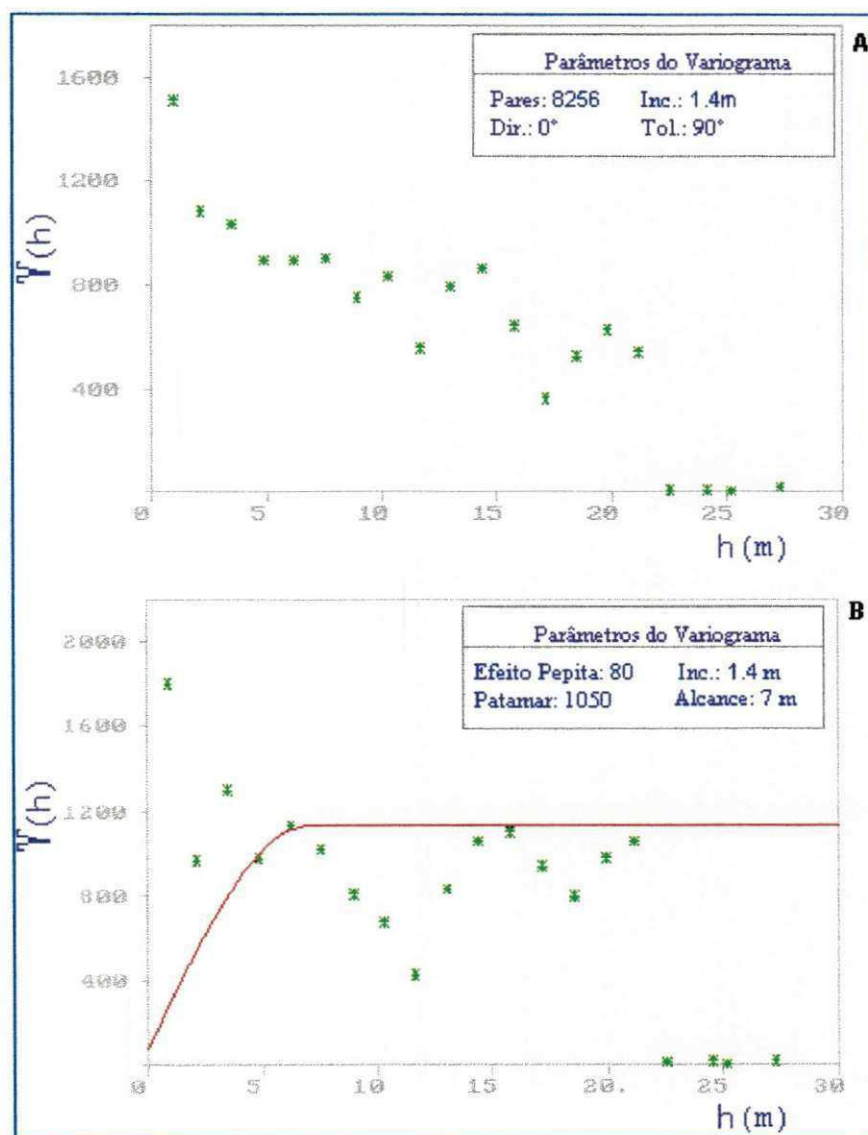 A
Parâmetros do Variograma
Pares: 8256 Inc.: 1.4m
Dir.: 0° Tol.: 90°
1600
1200
800
400
ϒ(h)
0 5 10 15 20 25 30
h(m)
B
Parâmetros do Variograma
Efeito Pepita: 80 Inc.: 1.4 m
Patamar: 1050 Alcance: 7 m
2000
1600
1200
800
400
ϒ(h)
0 5 10 15 20. 25 30
h(m)